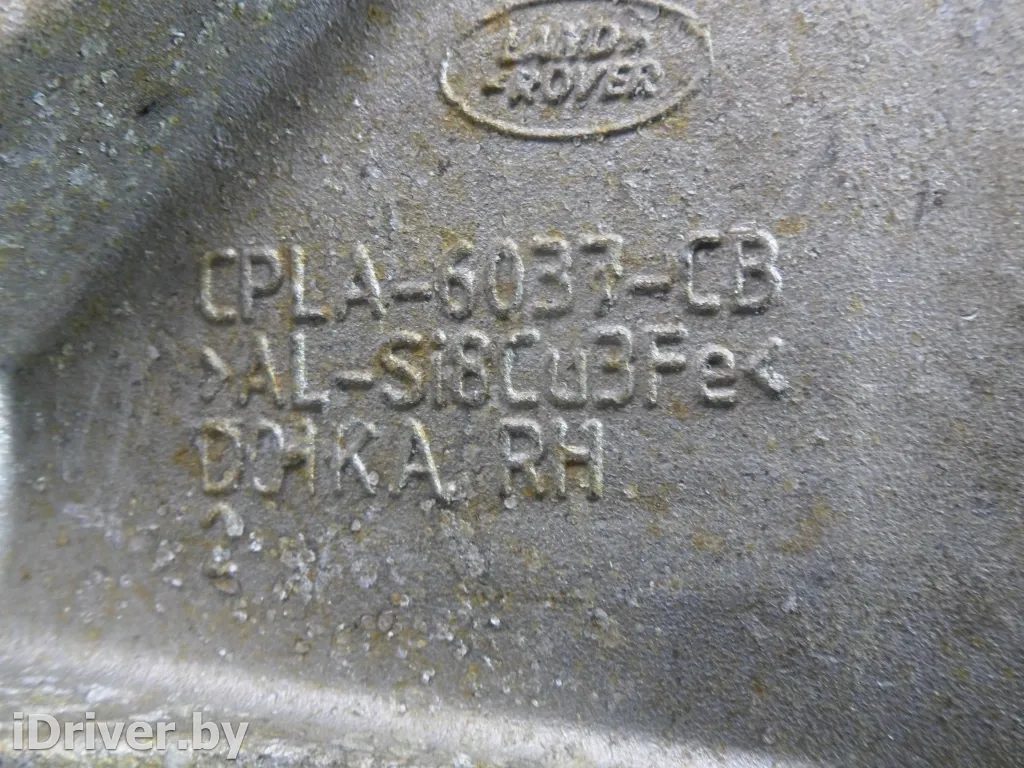 LAND
-ROVER
CPLA-6037-CB
>AL-Si8Cu3Fe<
RH
iDriver.by